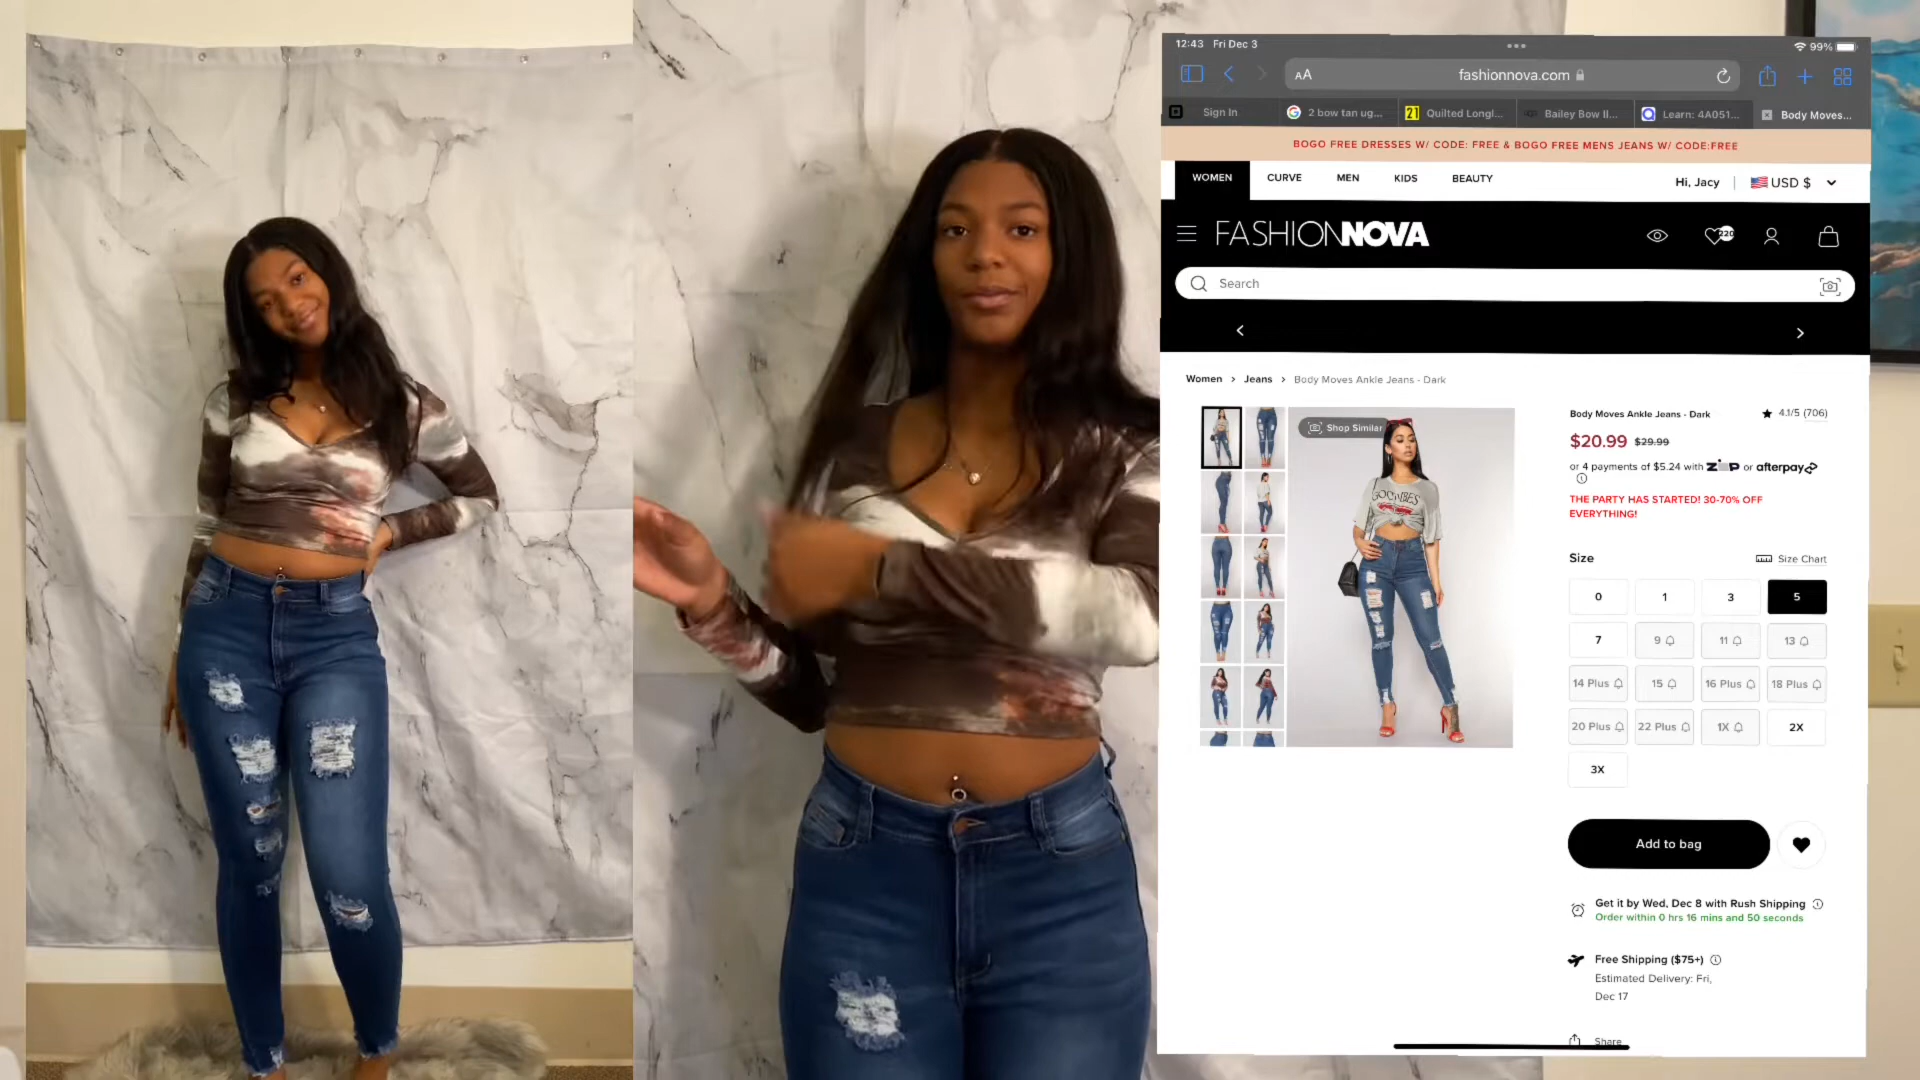 12:43 Fri Dec 3
99%
AA
fashionnova.com
Sign In
2 bow tan ug...
21 Quilted Longl...
Bailey Bow II...
Learn: 4A051...
Body Moves...
BOGO FREE DRESSES W/ CODE: FREE & BOGO FREE MENS JEANS W/ CODE:FREE
WOMEN CURVE MEN KIDS BEAUTY
Hi, Jacy | USD $
FASHIONNOVA
220
Search
Women > Jeans > Body Moves Ankle Jeans - Dark
Shop Similar
Body Moves Ankle Jeans - Dark
4.1/5 (706)
$20.99 $29.99
or 4 payments of $5.24 with ZIP or afterpay
THE PARTY HAS STARTED! 30-70% OFF
EVERYTHING!
Size
Size Chart
0 1 3 5
7 9 11 13
14 Plus 15 16 Plus 18 Plus
20 Plus 22 Plus 1X 2X
3X
Add to bag
Get it by Wed, Dec 8 with Rush Shipping
Order within 0 hrs 16 mins and 50 seconds
Free Shipping ($75+)
Estimated Delivery: Fri,
Dec 17
Share